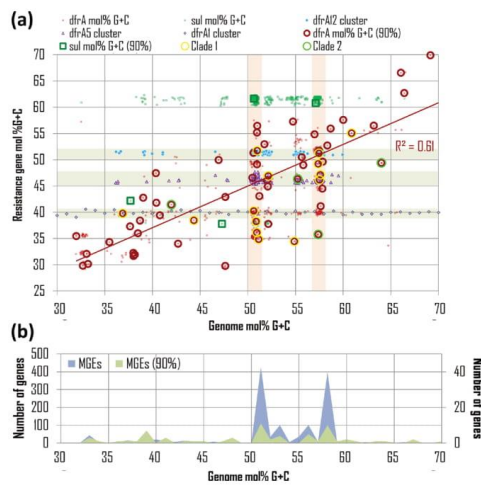 (a)
dfrA mol% G+C sul mol% G+C dfrA12 cluster
dfrA5 cluster dfrA1 cluster dfrA mol% G+C (90%)
sul mol% G+C (90%) Clade 1 Clade 2
Resistance gene mol %G+C
70
65
60
55
50
45
40
35
30
25
R² = 0.61
30 35 40 45 50 55 60 65 70
Genome mol% G+C
(b)
Number of genes
500
400
300
200
100
0
MGEs MGEs (90%)
40
20
0
Number of genes
30 35 40 45 50 55 60 65 70
Genome mol% G+C